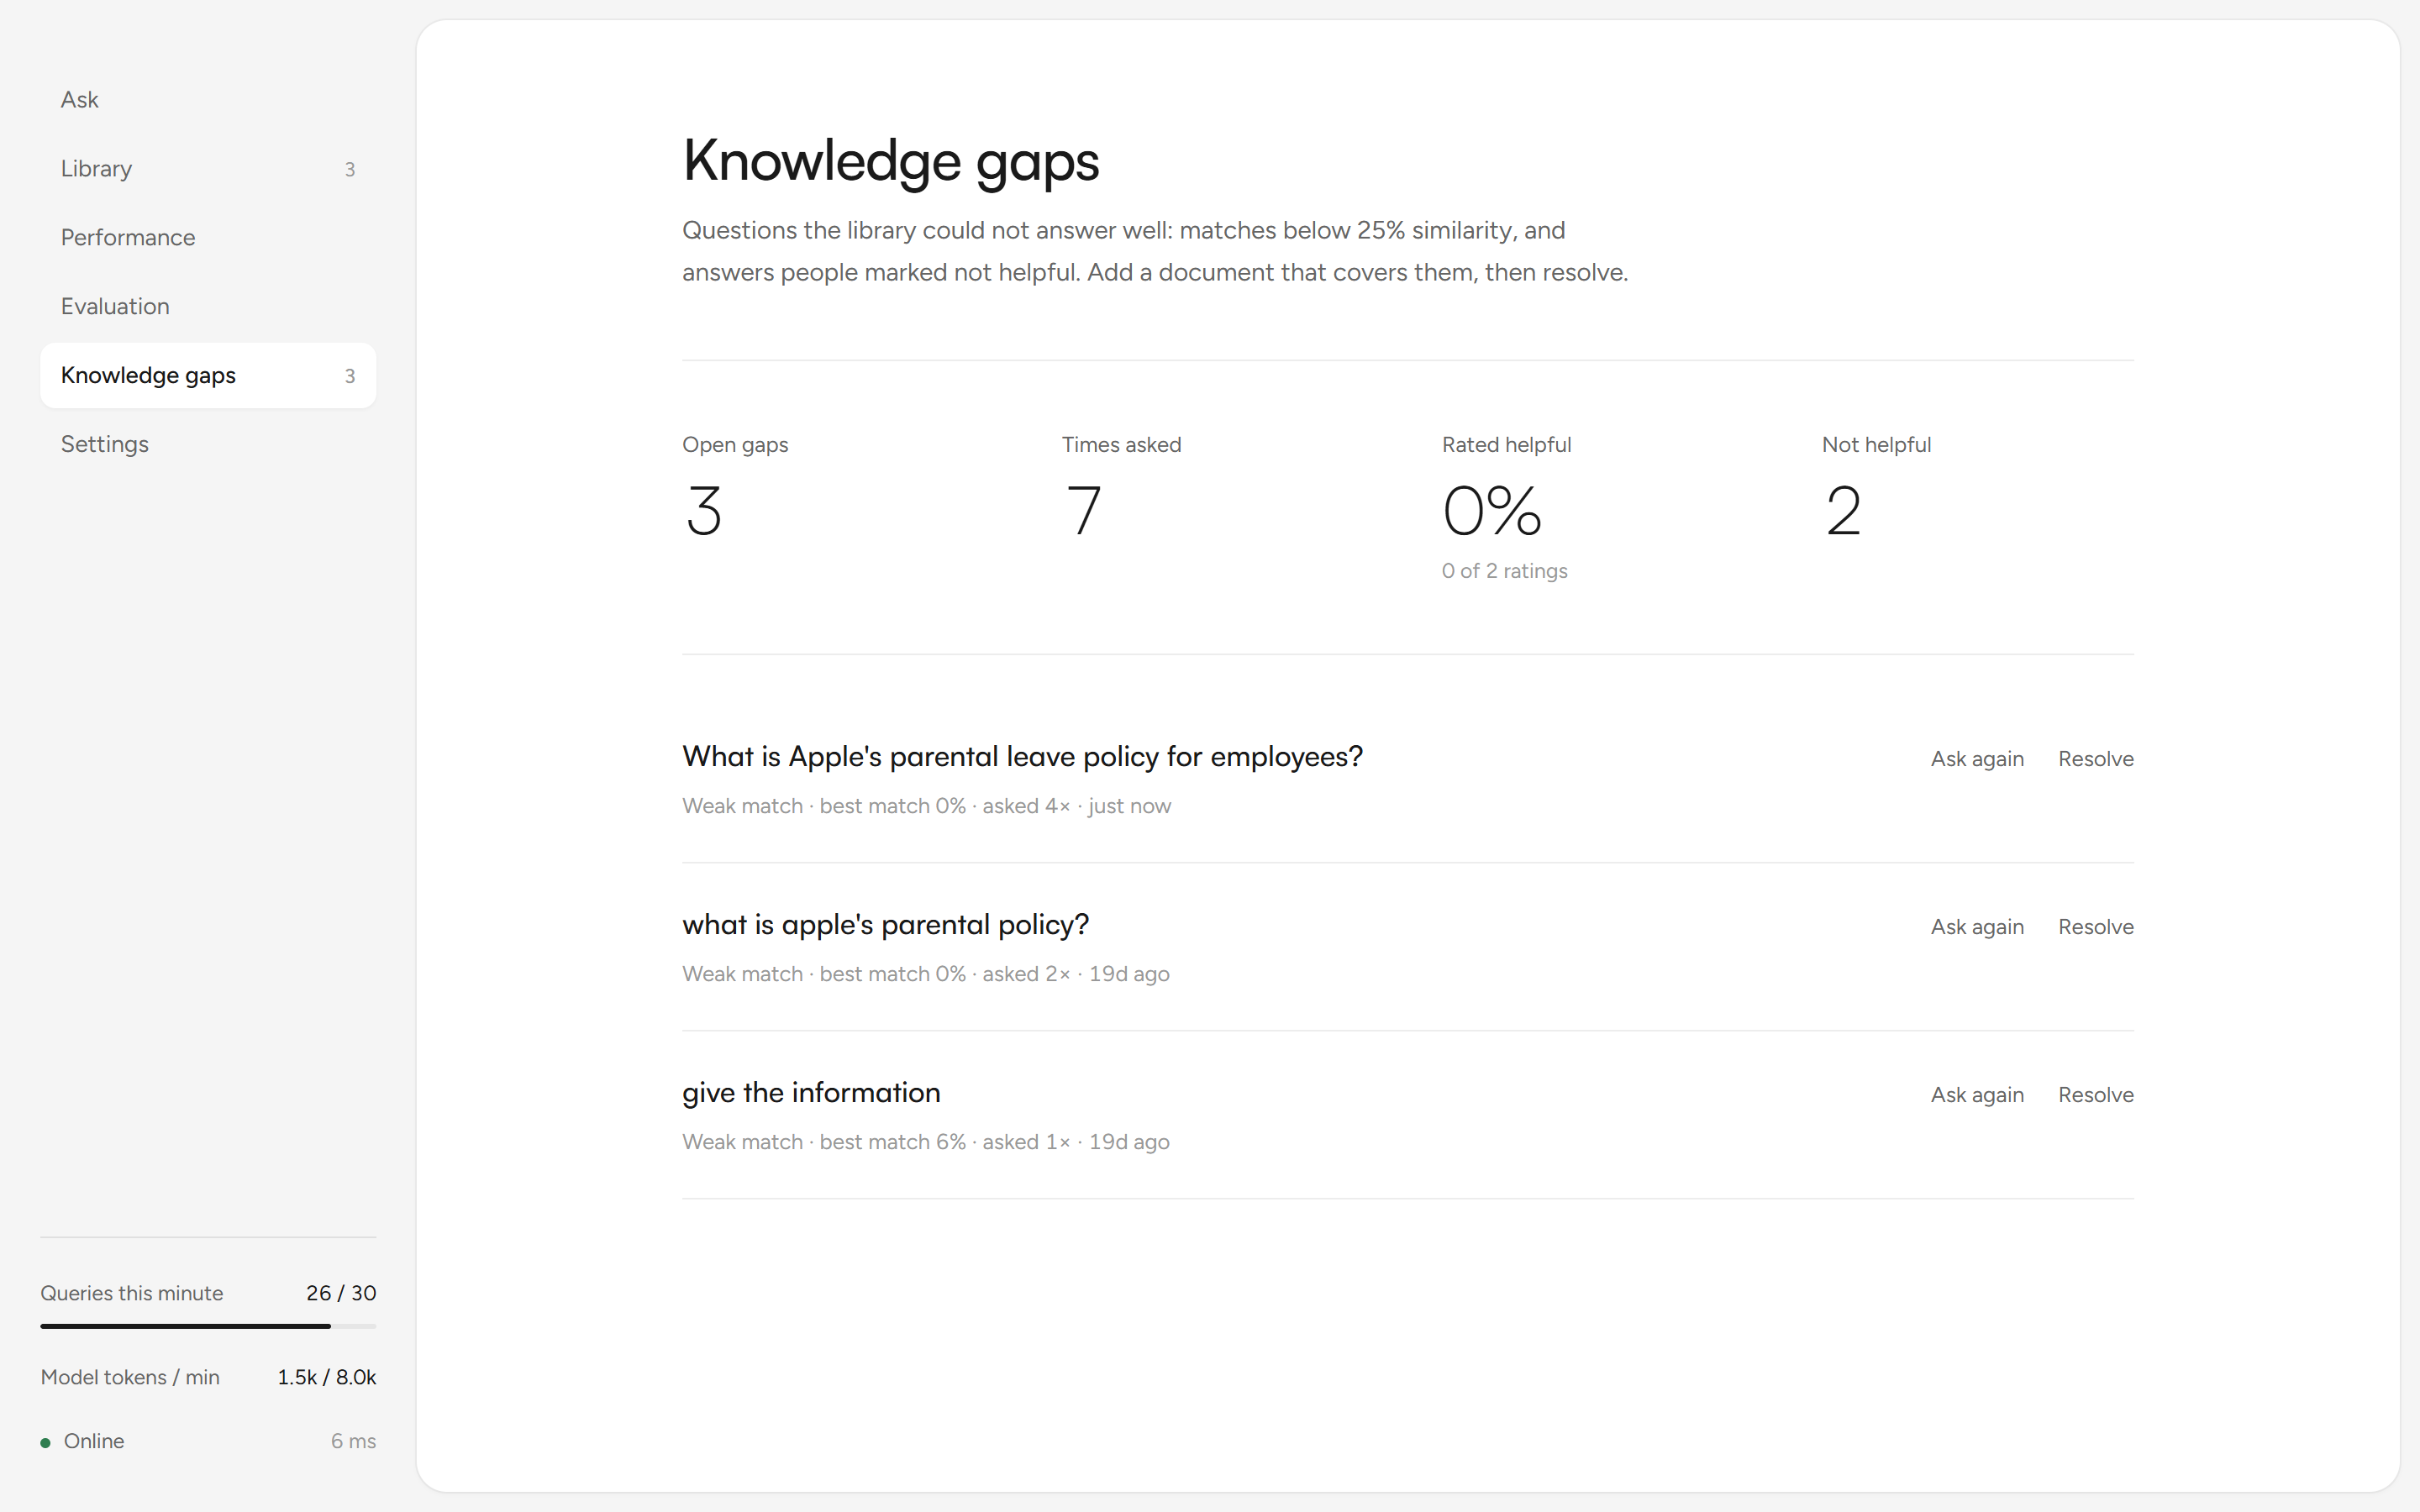 Ask
Library 3
Performance
Evaluation
Knowledge gaps 3
Settings
Queries this minute 26 / 30
Model tokens / min 1.5k / 8.0k
Online 6 ms
Knowledge gaps
Questions the library could not answer well: matches below 25% similarity, and
answers people marked not helpful. Add a document that covers them, then resolve.
Open gaps Times asked Rated helpful Not helpful
3 7 0% 2
0 of 2 ratings
What is Apple's parental leave policy for employees? Ask again Resolve
Weak match · best match 0% · asked 4× · just now
what is apple's parental policy? Ask again Resolve
Weak match · best match 0% · asked 2× · 19d ago
give the information Ask again Resolve
Weak match · best match 6% · asked 1× · 19d ago